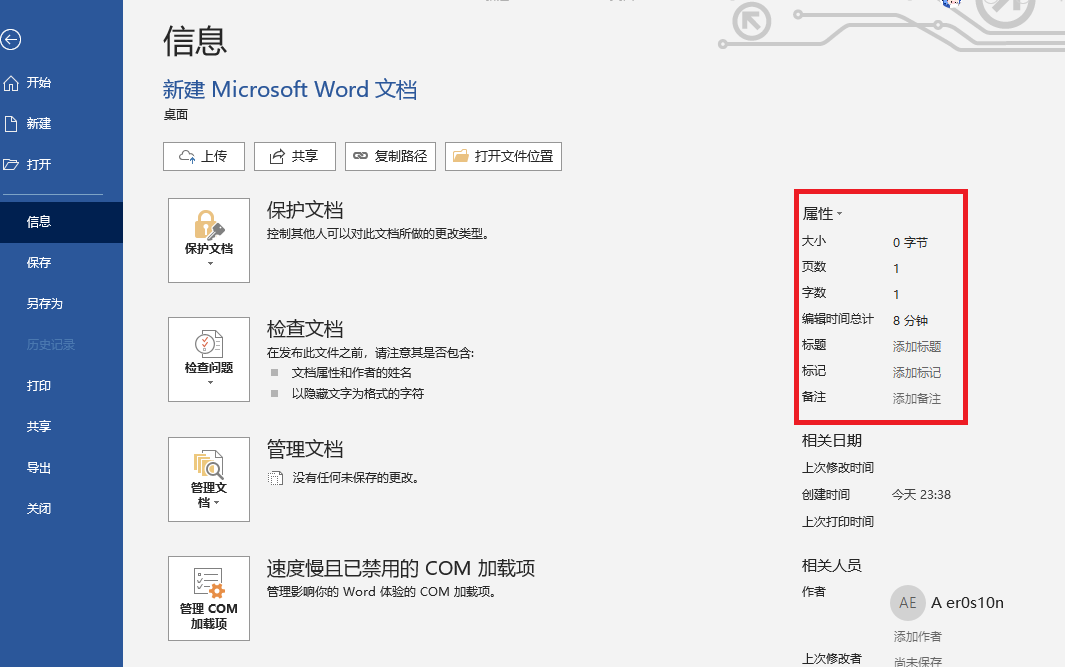 信息
新建 Microsoft Word 文档
桌面
上传
共享
复制路径
打开文件位置
开始
新建
打开
信息
保存
另存为
历史记录
打印
共享
导出
关闭
保护文档
保护文档
控制其他人可以对此文档所做的更改类型。
检查问题
检查文档
在发布此文件之前，请注意其是否包含:
文档属性和作者的姓名
以隐藏文字为格式的字符
管理文
档
管理文档
没有任何未保存的更改。
管理 COM
加载项
速度慢且已禁用的 COM 加载项
管理影响你的 Word 体验的 COM 加载项。
属性
大小 0 字节
页数 1
字数 1
编辑时间总计 8 分钟
标题 添加标题
标记 添加标记
备注 添加备注
相关日期
上次修改时间
创建时间 今天 23:38
上次打印时间
相关人员
作者
AE A er0s10n
添加作者
上次修改者 尚未保存